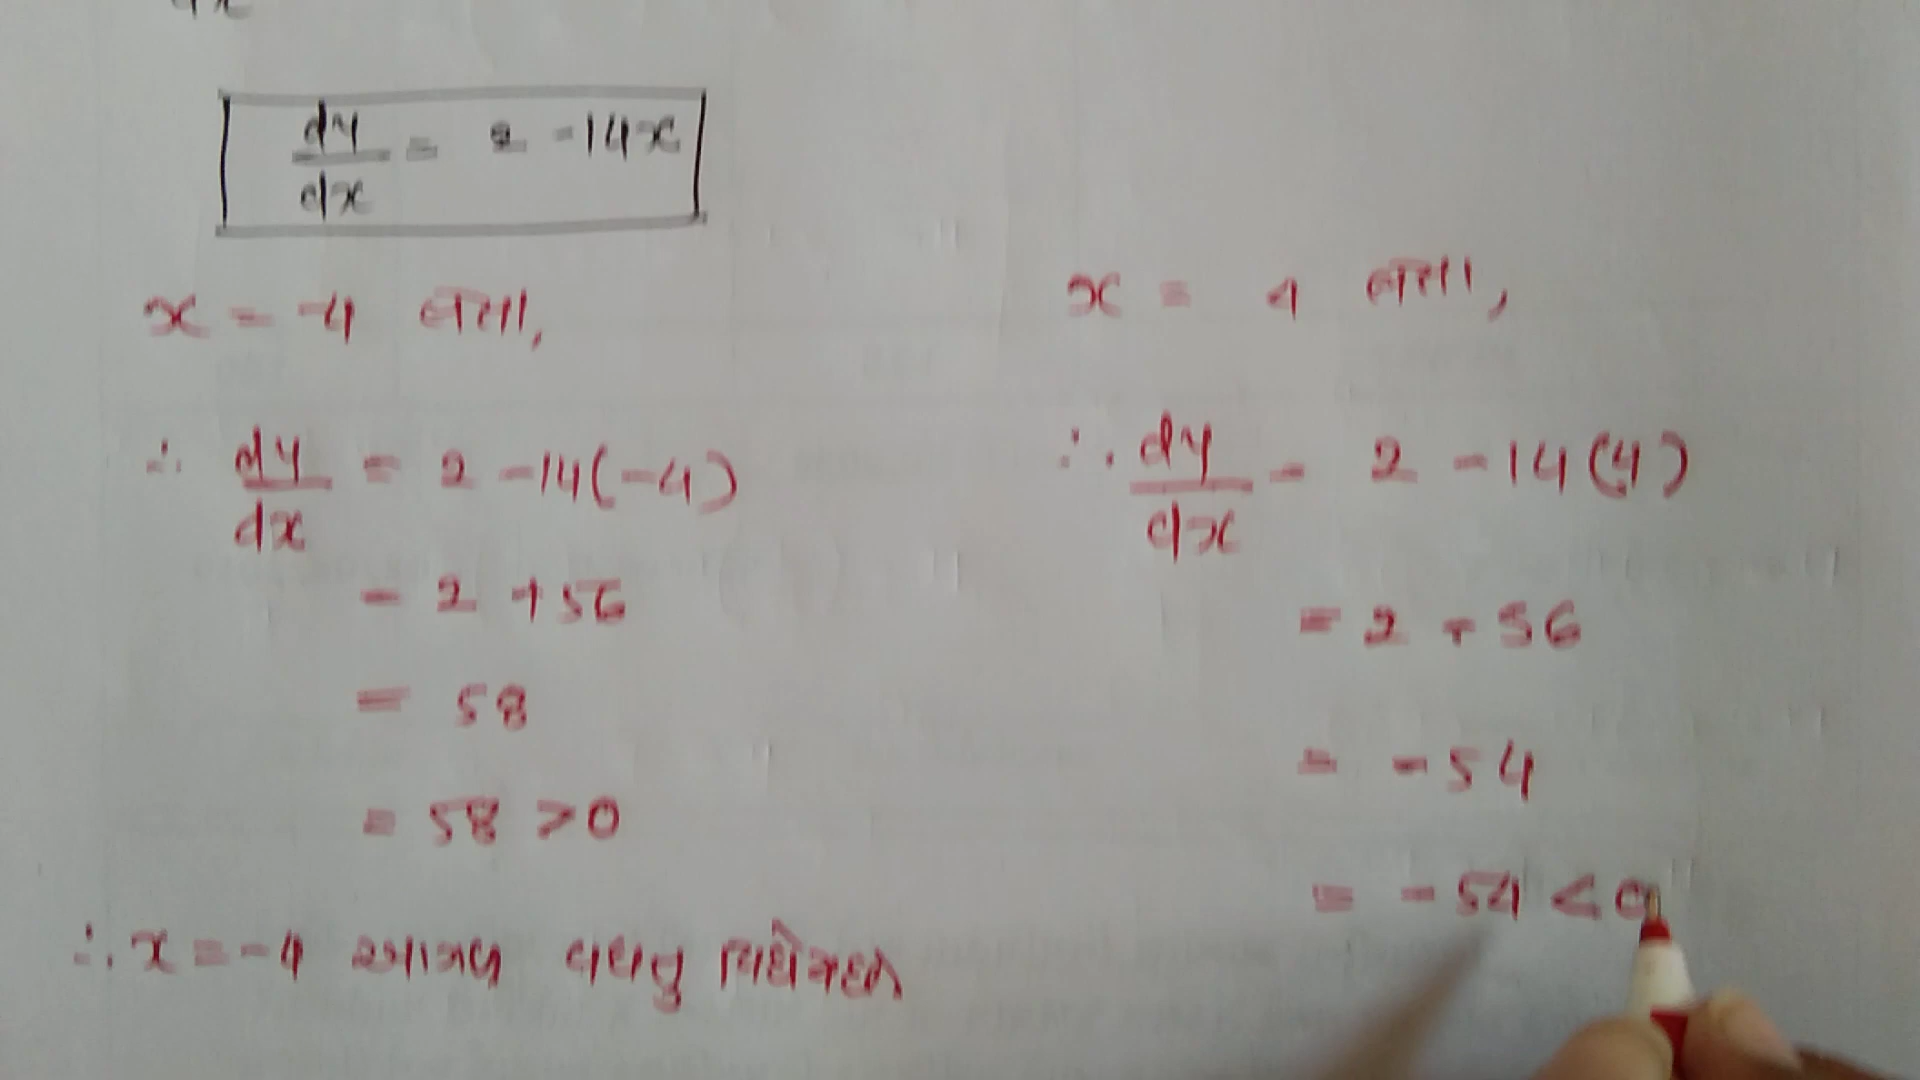 dy/dx = 2 - 14x
x = -4 લેતા,
∴ dy/dx = 2 - 14(-4)
= 2 + 56
= 58
= 58 > 0
∴ x = -4 આગળ વધતું વિધેય છે
x = 4 લેતા,
∴ dy/dx = 2 - 14(4)
= 2 - 56
= -54
= -54 < 0